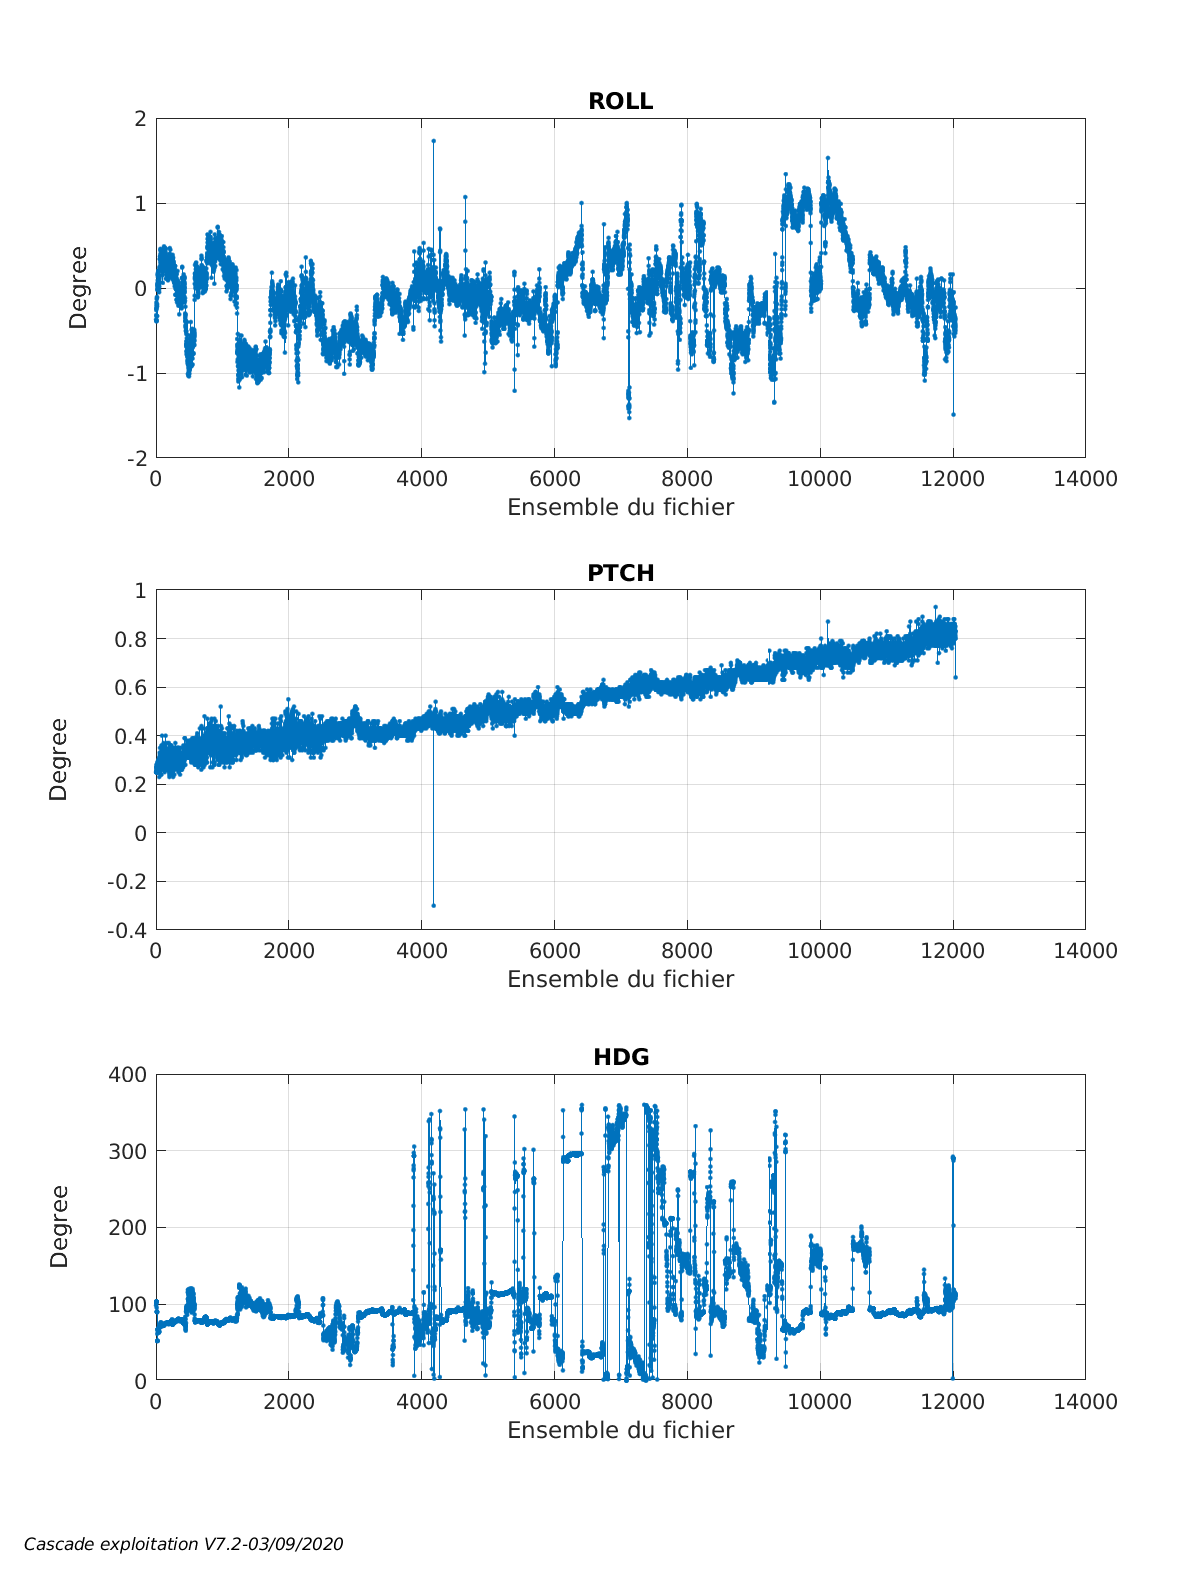 ROLL
2
1
0
-1
-2
Degree
0 2000 4000 6000 8000 10000 12000 14000
Ensemble du fichier
PTCH
1
0.8
0.6
0.4
0.2
0
-0.2
-0.4
Degree
0 2000 4000 6000 8000 10000 12000 14000
Ensemble du fichier
HDG
400
300
200
100
0
Degree
0 2000 4000 6000 8000 10000 12000 14000
Ensemble du fichier
Cascade exploitation V7.2-03/09/2020